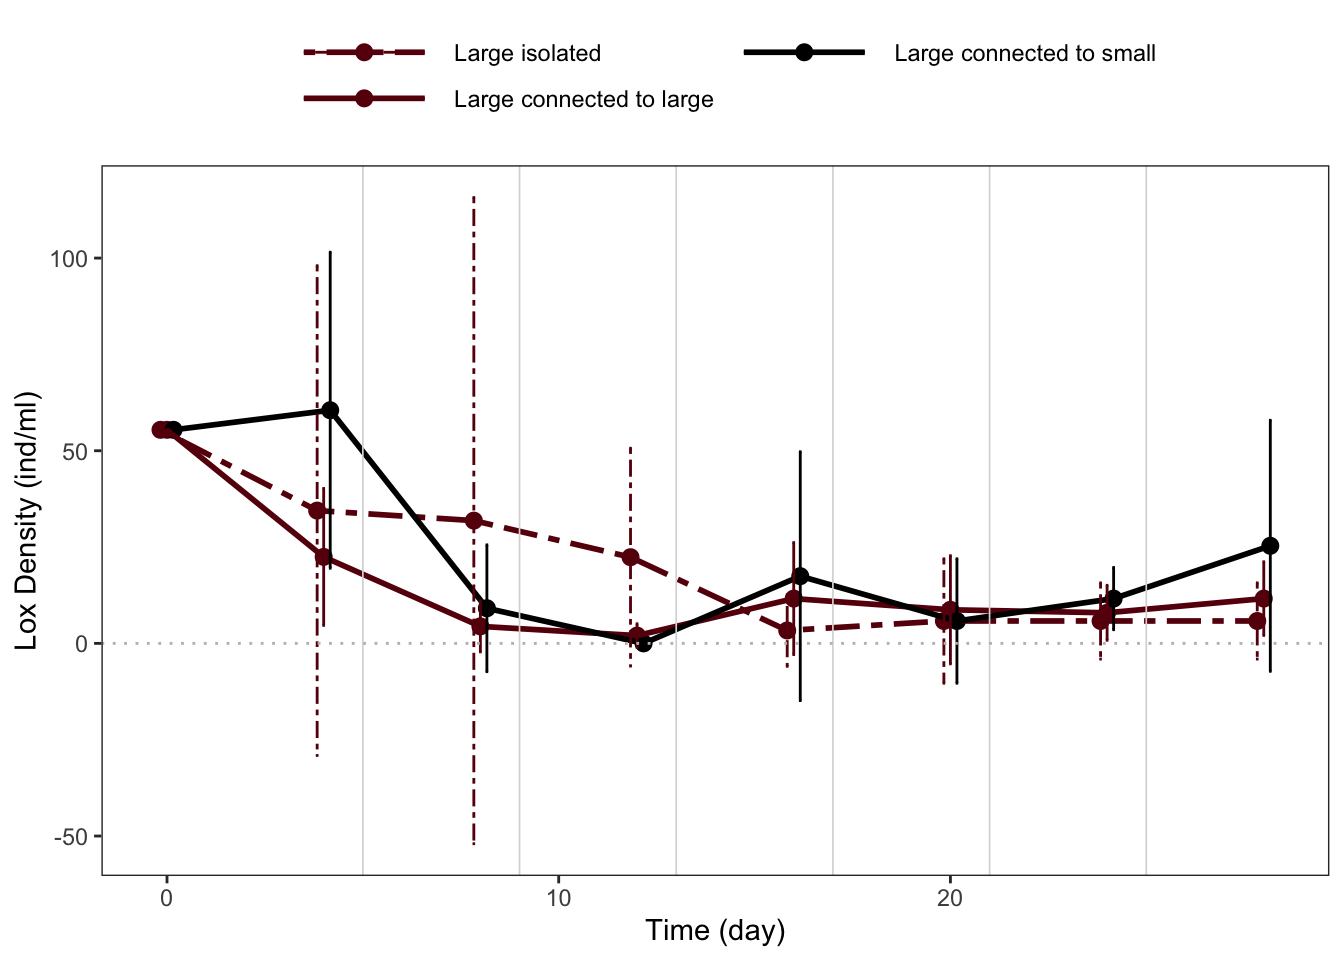 Large isolated
Large connected to small
Large connected to large
Lox Density (ind/ml)
100
50
0
-50
0
10
20
Time (day)